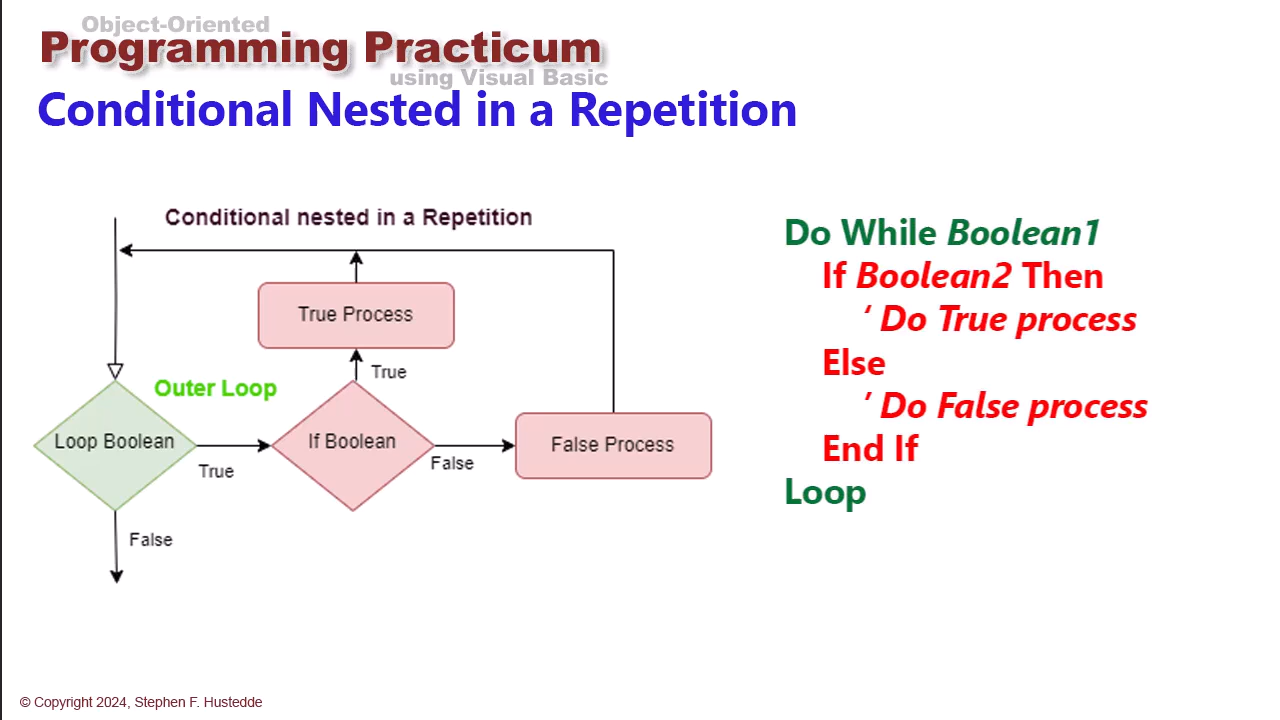 Object-Oriented
Programming Practicum
using Visual Basic
Conditional Nested in a Repetition
Conditional nested in a Repetition
True Process
True
Outer Loop
Loop Boolean
True
If Boolean
False
False Process
False
Do While Boolean1
If Boolean2 Then
‘ Do True process
Else
‘ Do False process
End If
Loop
© Copyright 2024, Stephen F. Hustedde